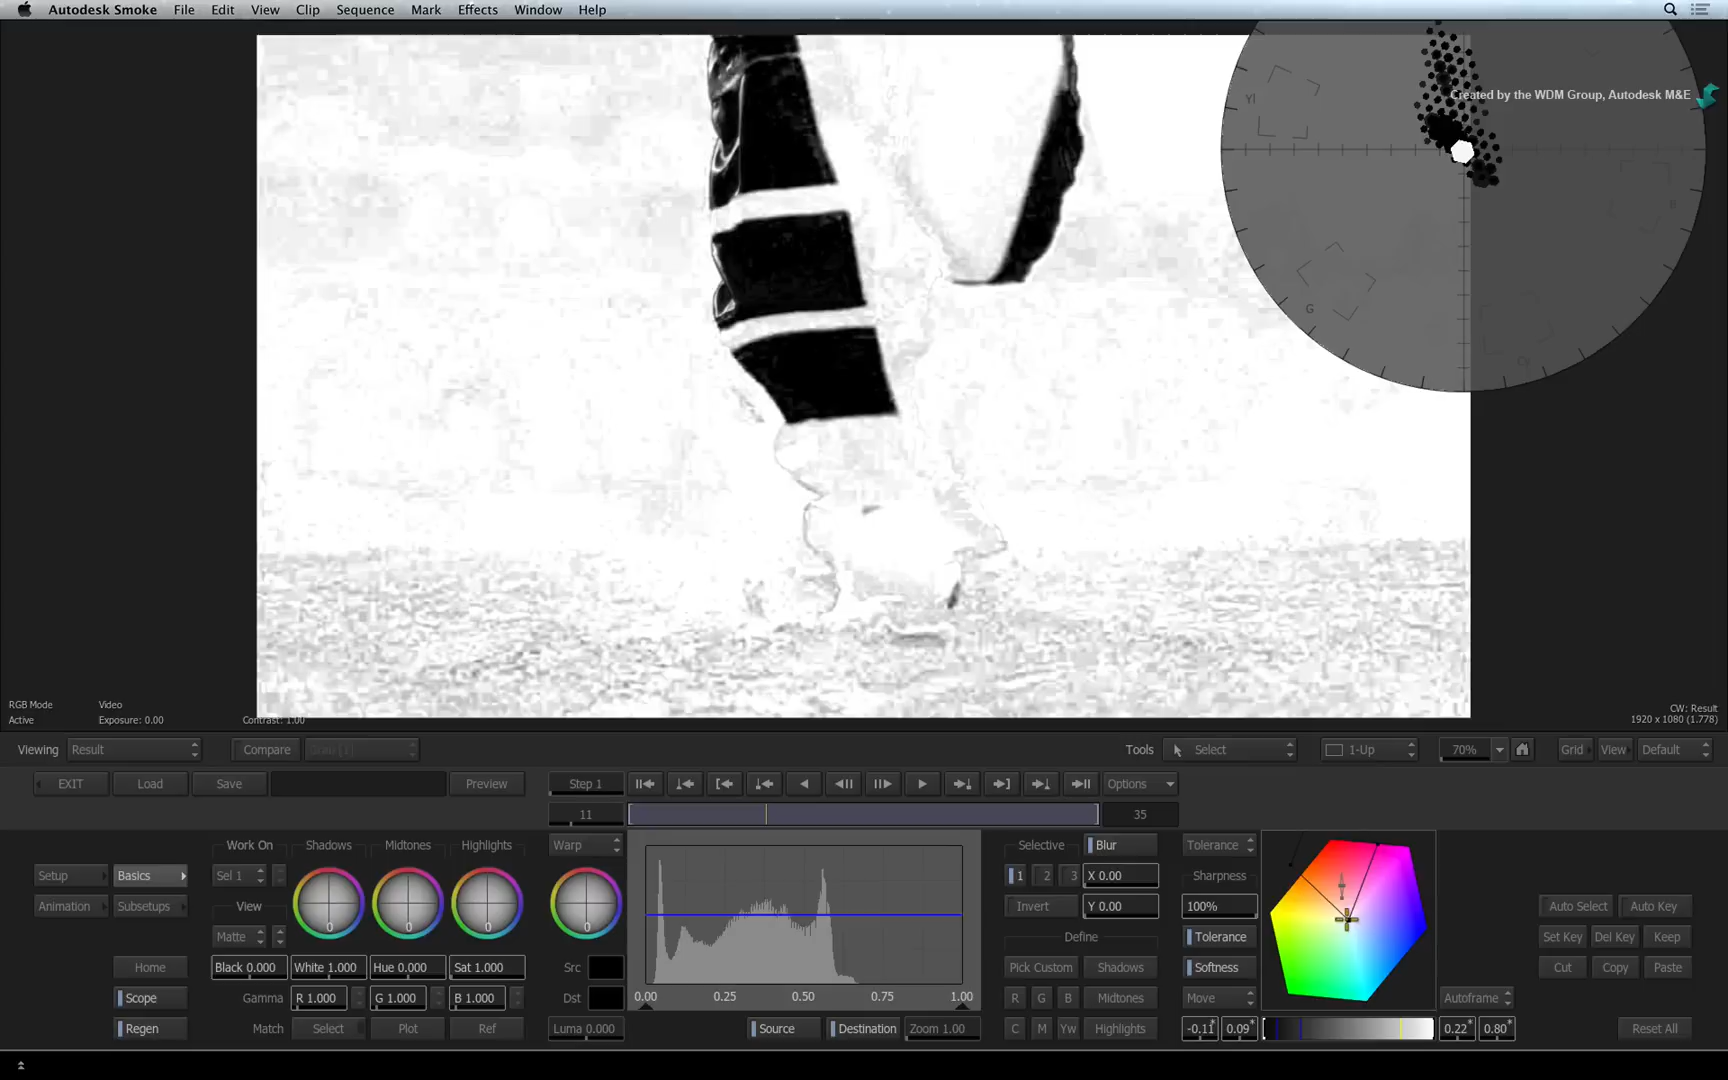 Autodesk Smoke File Edit View Clip Sequence Mark Effects Window Help
Created by the WDM Group, Autodesk M&E
Yl
B
G
RGB Mode Video
Active Exposure: 0.00 Contrast: 1.00
CW: Result
1920 x 1080 (1.778)
Viewing Result Compare Tools Select 1-Up 70% Grid View Default
EXIT Load Save Preview Step 1 Options
11 35
Work On Shadows Midtones Highlights Warp Selective Blur Tolerance
Setup Basics Sel 1 1 2 3 X 0.00 Sharpness
Animation Subsetups View 0 0 0 0 Invert Y 0.00 100% Auto Select Auto Key
Matte Define Tolerance Set Key Del Key Keep
Home Black 0.000 White 1.000 Hue 0.000 Sat 1.000 Src Pick Custom Shadows Softness Cut Copy Paste
Scope Gamma R 1.000 G 1.000 B 1.000 Dst 0.00 0.25 0.50 0.75 1.00 R G B Midtones Move Autoframe
Regen Match Select Plot Ref Luma 0.000 Source Destination Zoom 1.00 C M Yw Highlights -0.11* 0.09* 0.22* 0.80* Reset All